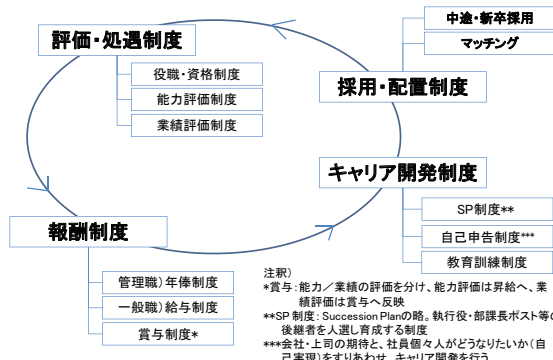 評価・処遇制度
役職・資格制度
能力評価制度
業績評価制度
中途・新卒採用
マッチング
採用・配置制度
キャリア開発制度
SP制度**
自己申告制度***
教育訓練制度
報酬制度
管理職）年俸制度
一般職）給与制度
賞与制度*
注釈）
*賞与：能力／業績の評価を分け、能力評価は昇給へ、業
績評価は賞与へ反映
**SP 制度：Succession Planの略。執行役・部課長ポスト等の
後継者を人選し育成する制度
***会社・上司の期待と、社員個々人がどうなりたいか（自
己実現）をすりあわせ、キャリア開発を行う